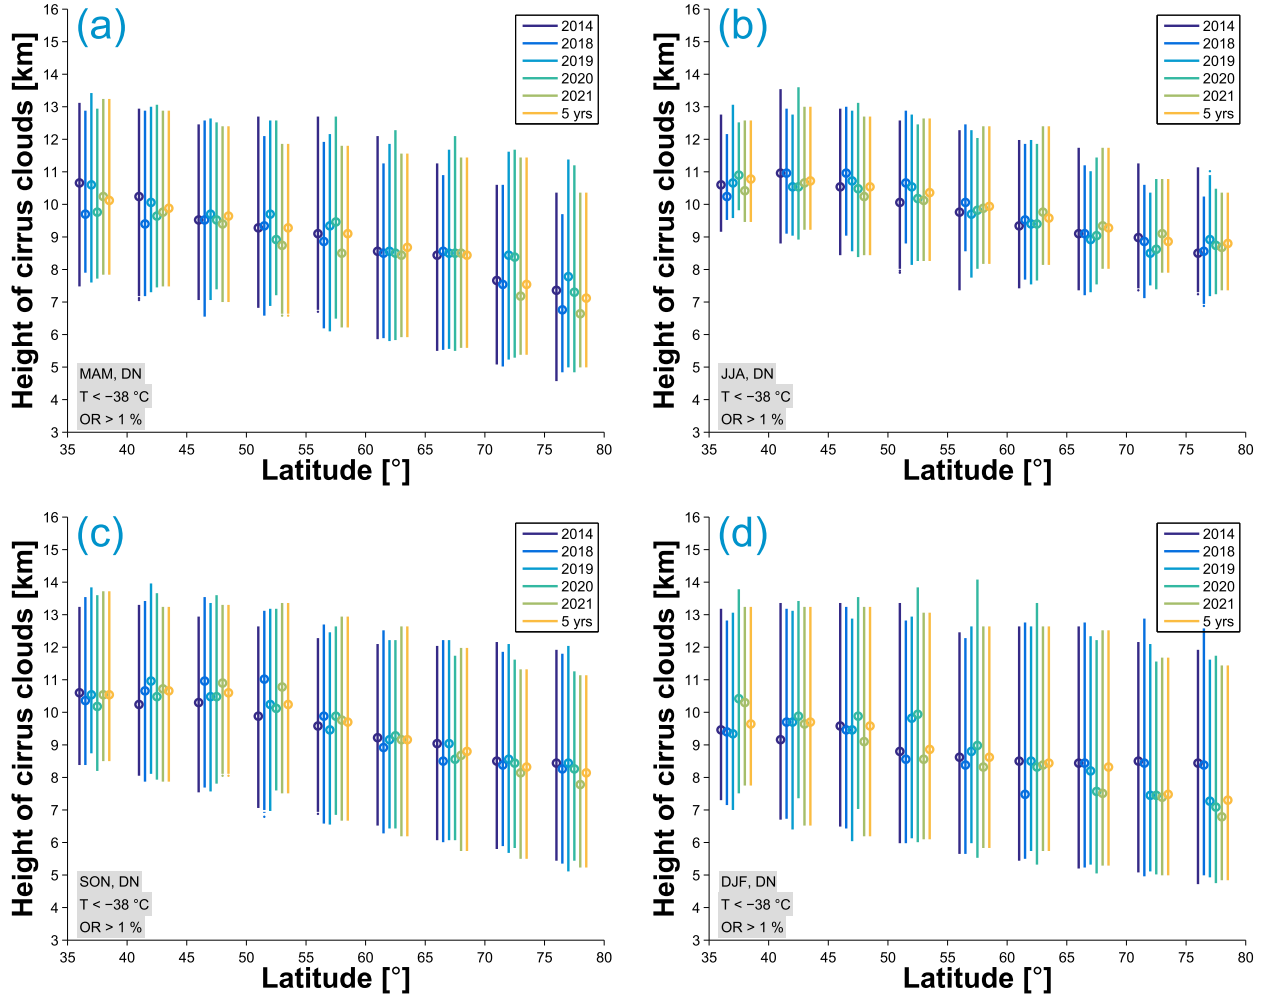 (a)
Height of cirrus clouds [km]
16
15
14
13
12
11
10
9
8
7
6
5
4
3
2014
2018
2019
2020
2021
5 yrs
MAM, DN
T < −38 °C
OR > 1 %
35 40 45 50 55 60 65 70 75 80
Latitude [°]
(b)
Height of cirrus clouds [km]
16
15
14
13
12
11
10
9
8
7
6
5
4
3
2014
2018
2019
2020
2021
5 yrs
JJA, DN
T < −38 °C
OR > 1 %
35 40 45 50 55 60 65 70 75 80
Latitude [°]
(c)
Height of cirrus clouds [km]
16
15
14
13
12
11
10
9
8
7
6
5
4
3
2014
2018
2019
2020
2021
5 yrs
SON, DN
T < −38 °C
OR > 1 %
35 40 45 50 55 60 65 70 75 80
Latitude [°]
(d)
Height of cirrus clouds [km]
16
15
14
13
12
11
10
9
8
7
6
5
4
3
2014
2018
2019
2020
2021
5 yrs
DJF, DN
T < −38 °C
OR > 1 %
35 40 45 50 55 60 65 70 75 80
Latitude [°]